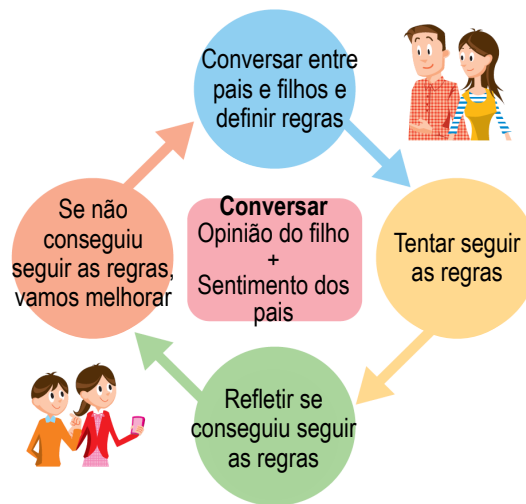 Conversar entre
pais e filhos e
definir regras
Tentar seguir
as regras
Refletir se
conseguiu seguir
as regras
Se não
conseguiu
seguir as regras,
vamos melhorar
Conversar
Opinião do filho
+
Sentimento dos
pais